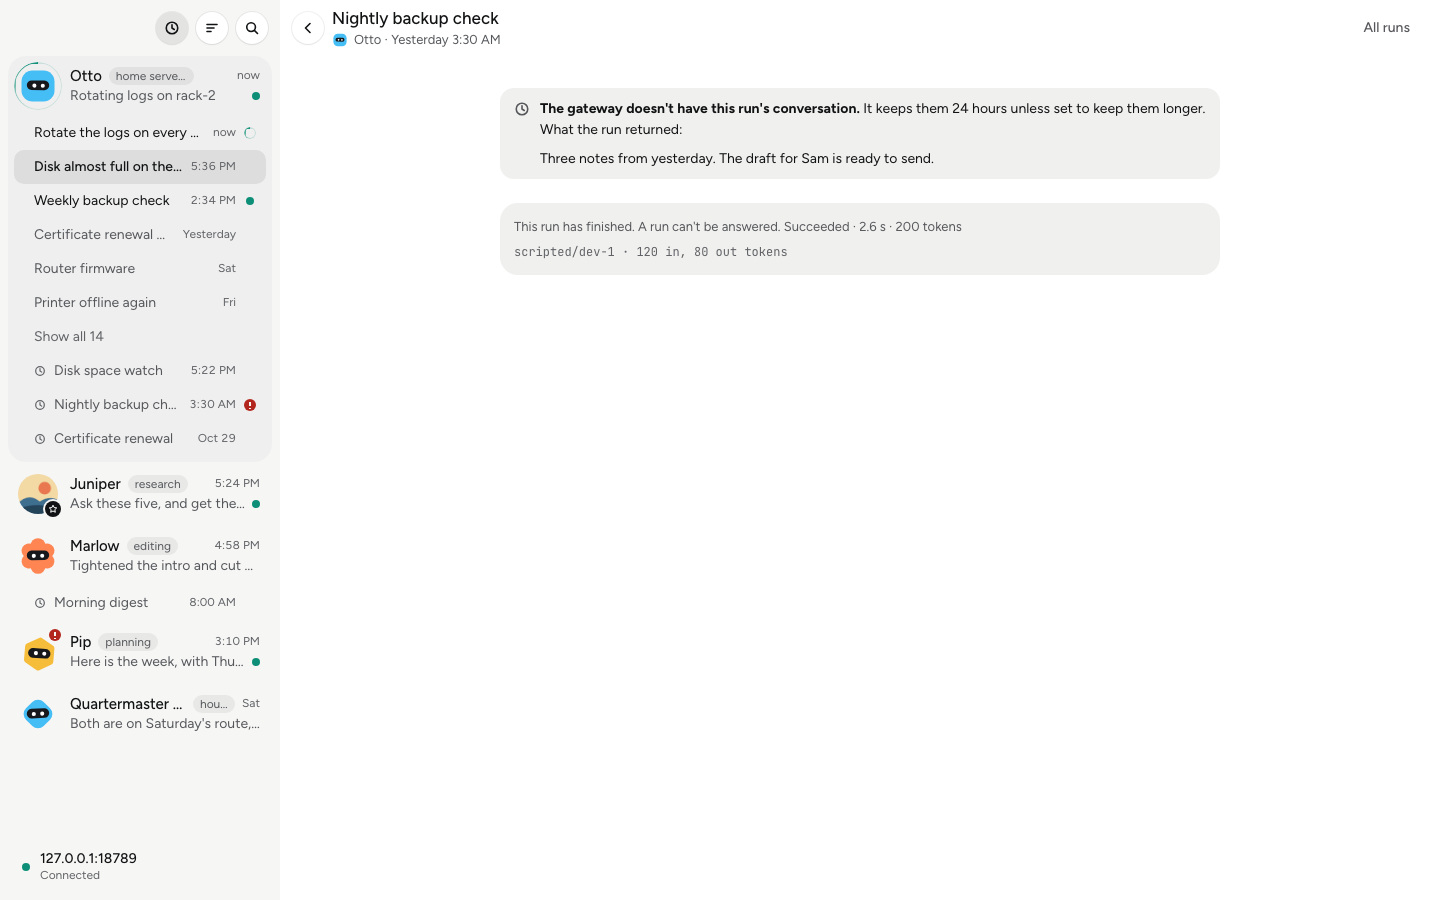 Otto home serve... now
Rotating logs on rack-2
Rotate the logs on every ... now
Disk almost full on the... 5:36 PM
Weekly backup check 2:34 PM
Certificate renewal ... Yesterday
Router firmware Sat
Printer offline again Fri
Show all 14
Disk space watch 5:22 PM
Nightly backup ch... 3:30 AM
Certificate renewal Oct 29
Juniper research 5:24 PM
Ask these five, and get the...
Marlow editing 4:58 PM
Tightened the intro and cut ...
Morning digest 8:00 AM
Pip planning 3:10 PM
Here is the week, with Thu...
Quartermaster ... hou... Sat
Both are on Saturday's route,...
127.0.0.1:18789
Connected
Nightly backup check
Otto · Yesterday 3:30 AM
All runs
The gateway doesn't have this run's conversation. It keeps them 24 hours unless set to keep them longer.
What the run returned:
Three notes from yesterday. The draft for Sam is ready to send.
This run has finished. A run can't be answered. Succeeded · 2.6 s · 200 tokens
scripted/dev-1 · 120 in, 80 out tokens